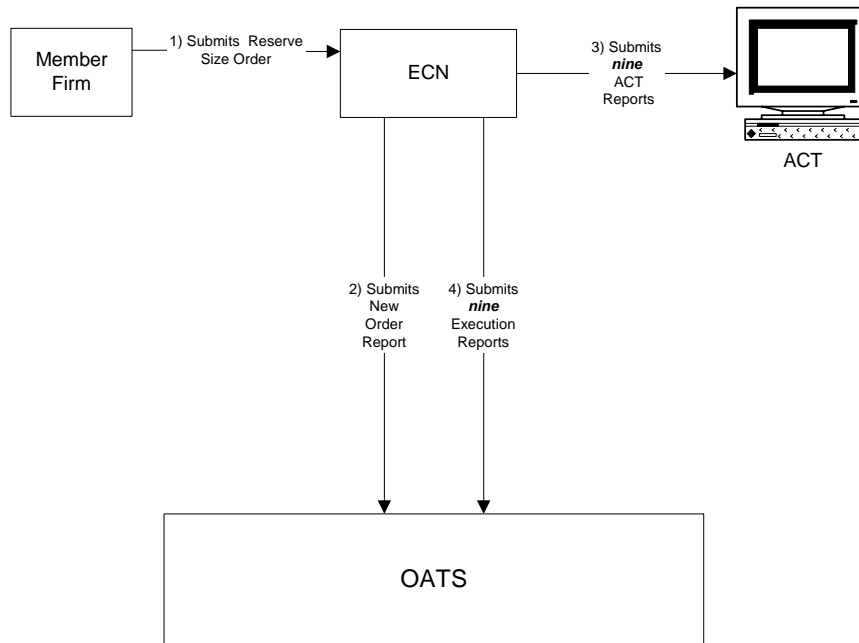 Member
Firm
1) Submits Reserve
Size Order
ECN
3) Submits
nine
ACT
Reports
ACT
2) Submits
New
Order
Report
4) Submits
nine
Execution
Reports
OATS